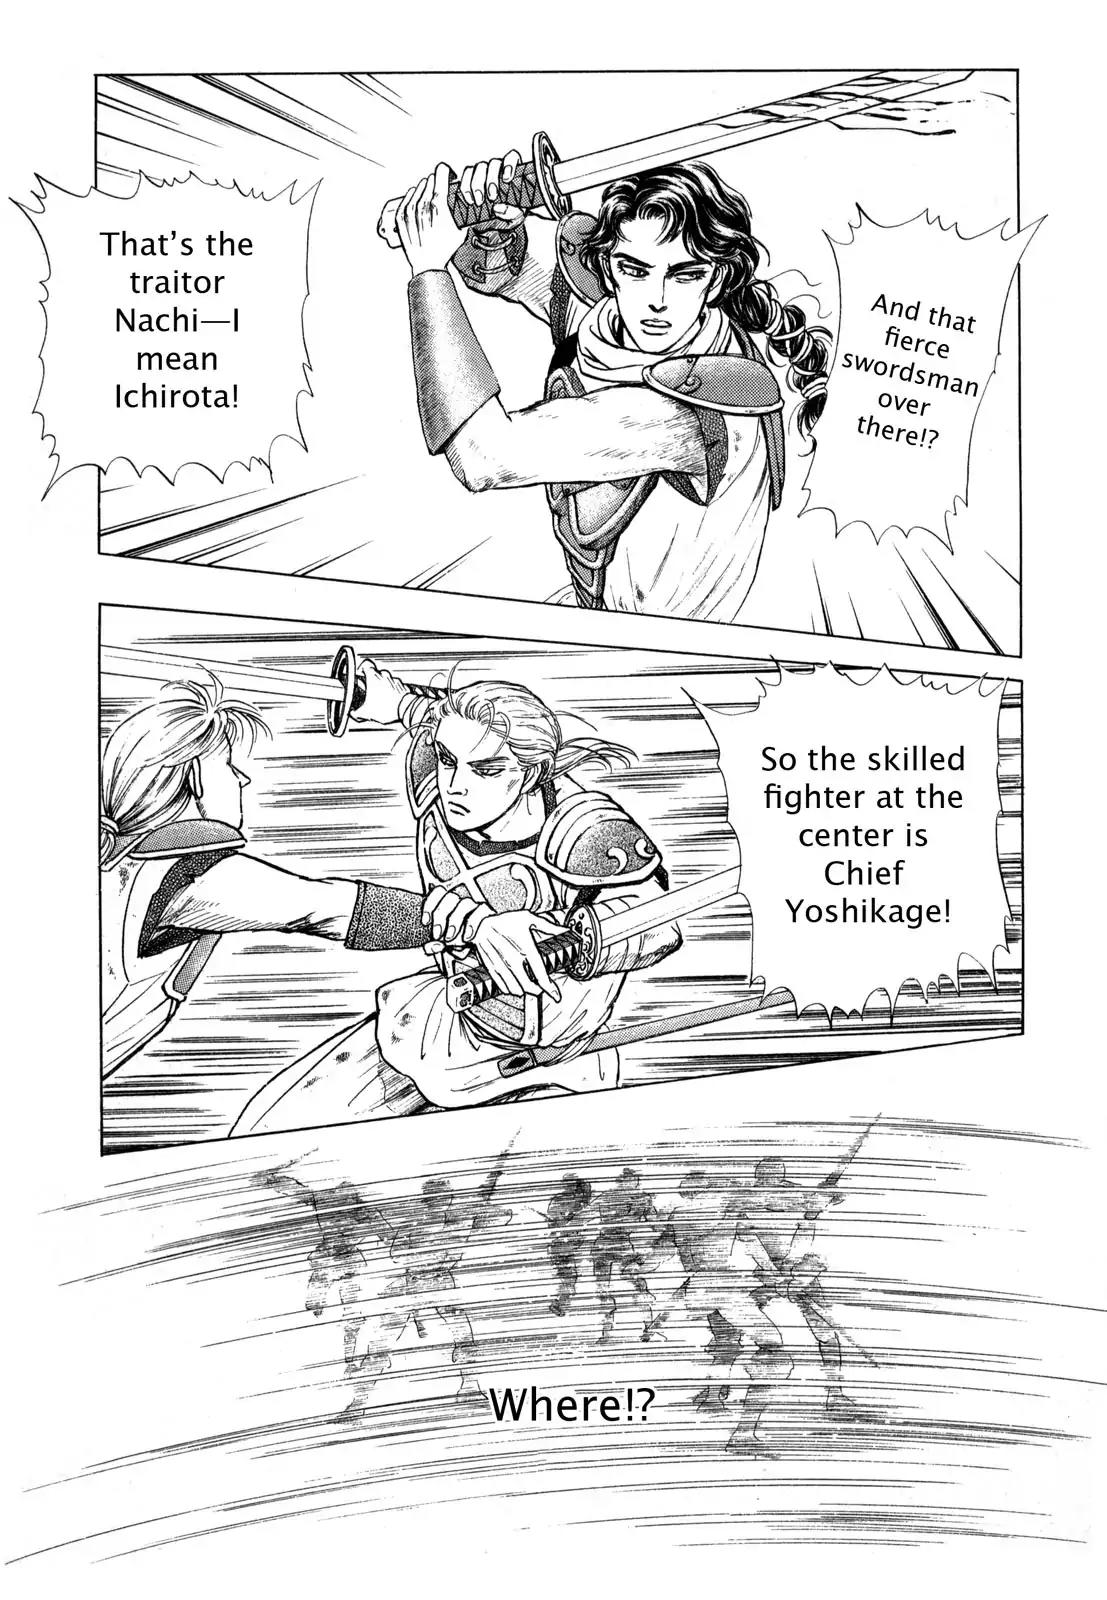 And that
fierce
swordsman
over
there!?
That's the
traitor
Nachi—I
mean
Ichirota!
So the skilled
fighter at the
center is
Chief
Yoshikage!
Where!?